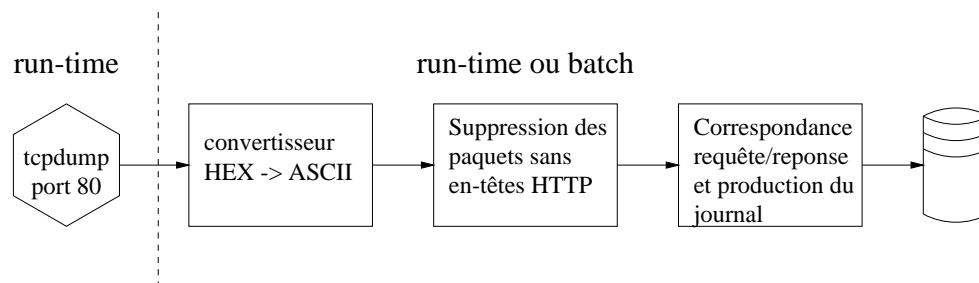 run-time
run-time ou batch
tcpdump
port 80
convertisseur
HEX -> ASCII
Suppression des
paquets sans
en-têtes HTTP
Correspondance
requête/reponse
et production du
journal